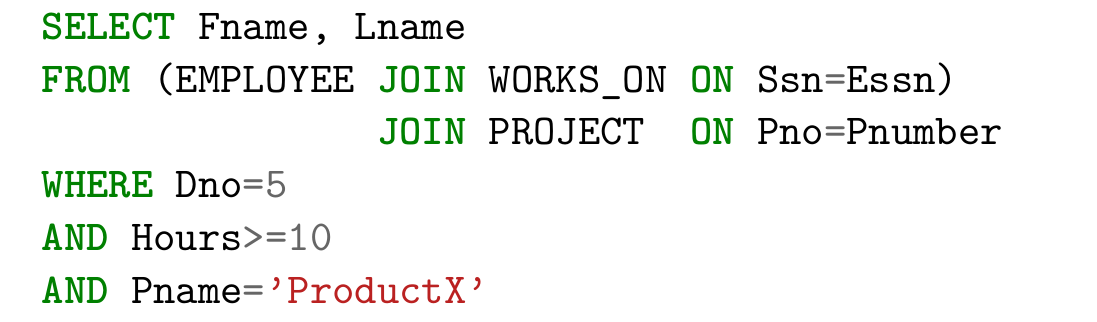 SELECT Fname, Lname
FROM (EMPLOYEE JOIN WORKS_ON ON Ssn=Essn)
JOIN PROJECT ON Pno=Pnumber
WHERE Dno=5
AND Hours>=10
AND Pname=’ProductX’